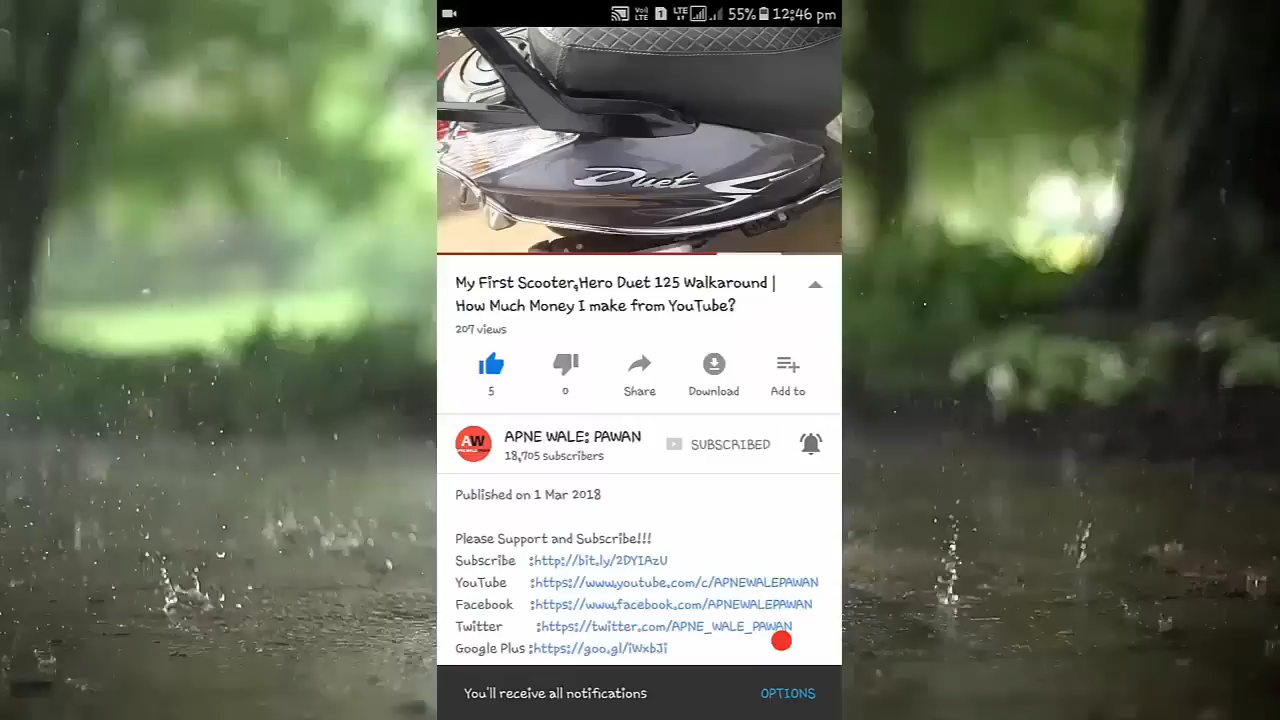 Vo) LTE 1 LTE 55% 12:46 pm
Duet
My First Scooter,Hero Duet 125 Walkaround |
How Much Money I make from YouTube?
207 views
5 0 Share Download Add to
AW APNE WALE: PAWAN SUBSCRIBED
18,705 subscribers
Published on 1 Mar 2018
Please Support and Subscribe!!!
Subscribe :http://bit.ly/2DYIAzU
YouTube :https://www.youtube.com/c/APNEWALEPAWAN
Facebook :https://www.facebook.com/APNEWALEPAWAN
Twitter :https://twitter.com/APNE_WALE_PAWAN
Google Plus :https://goo.gl/iWxbJi
You'll receive all notifications OPTIONS